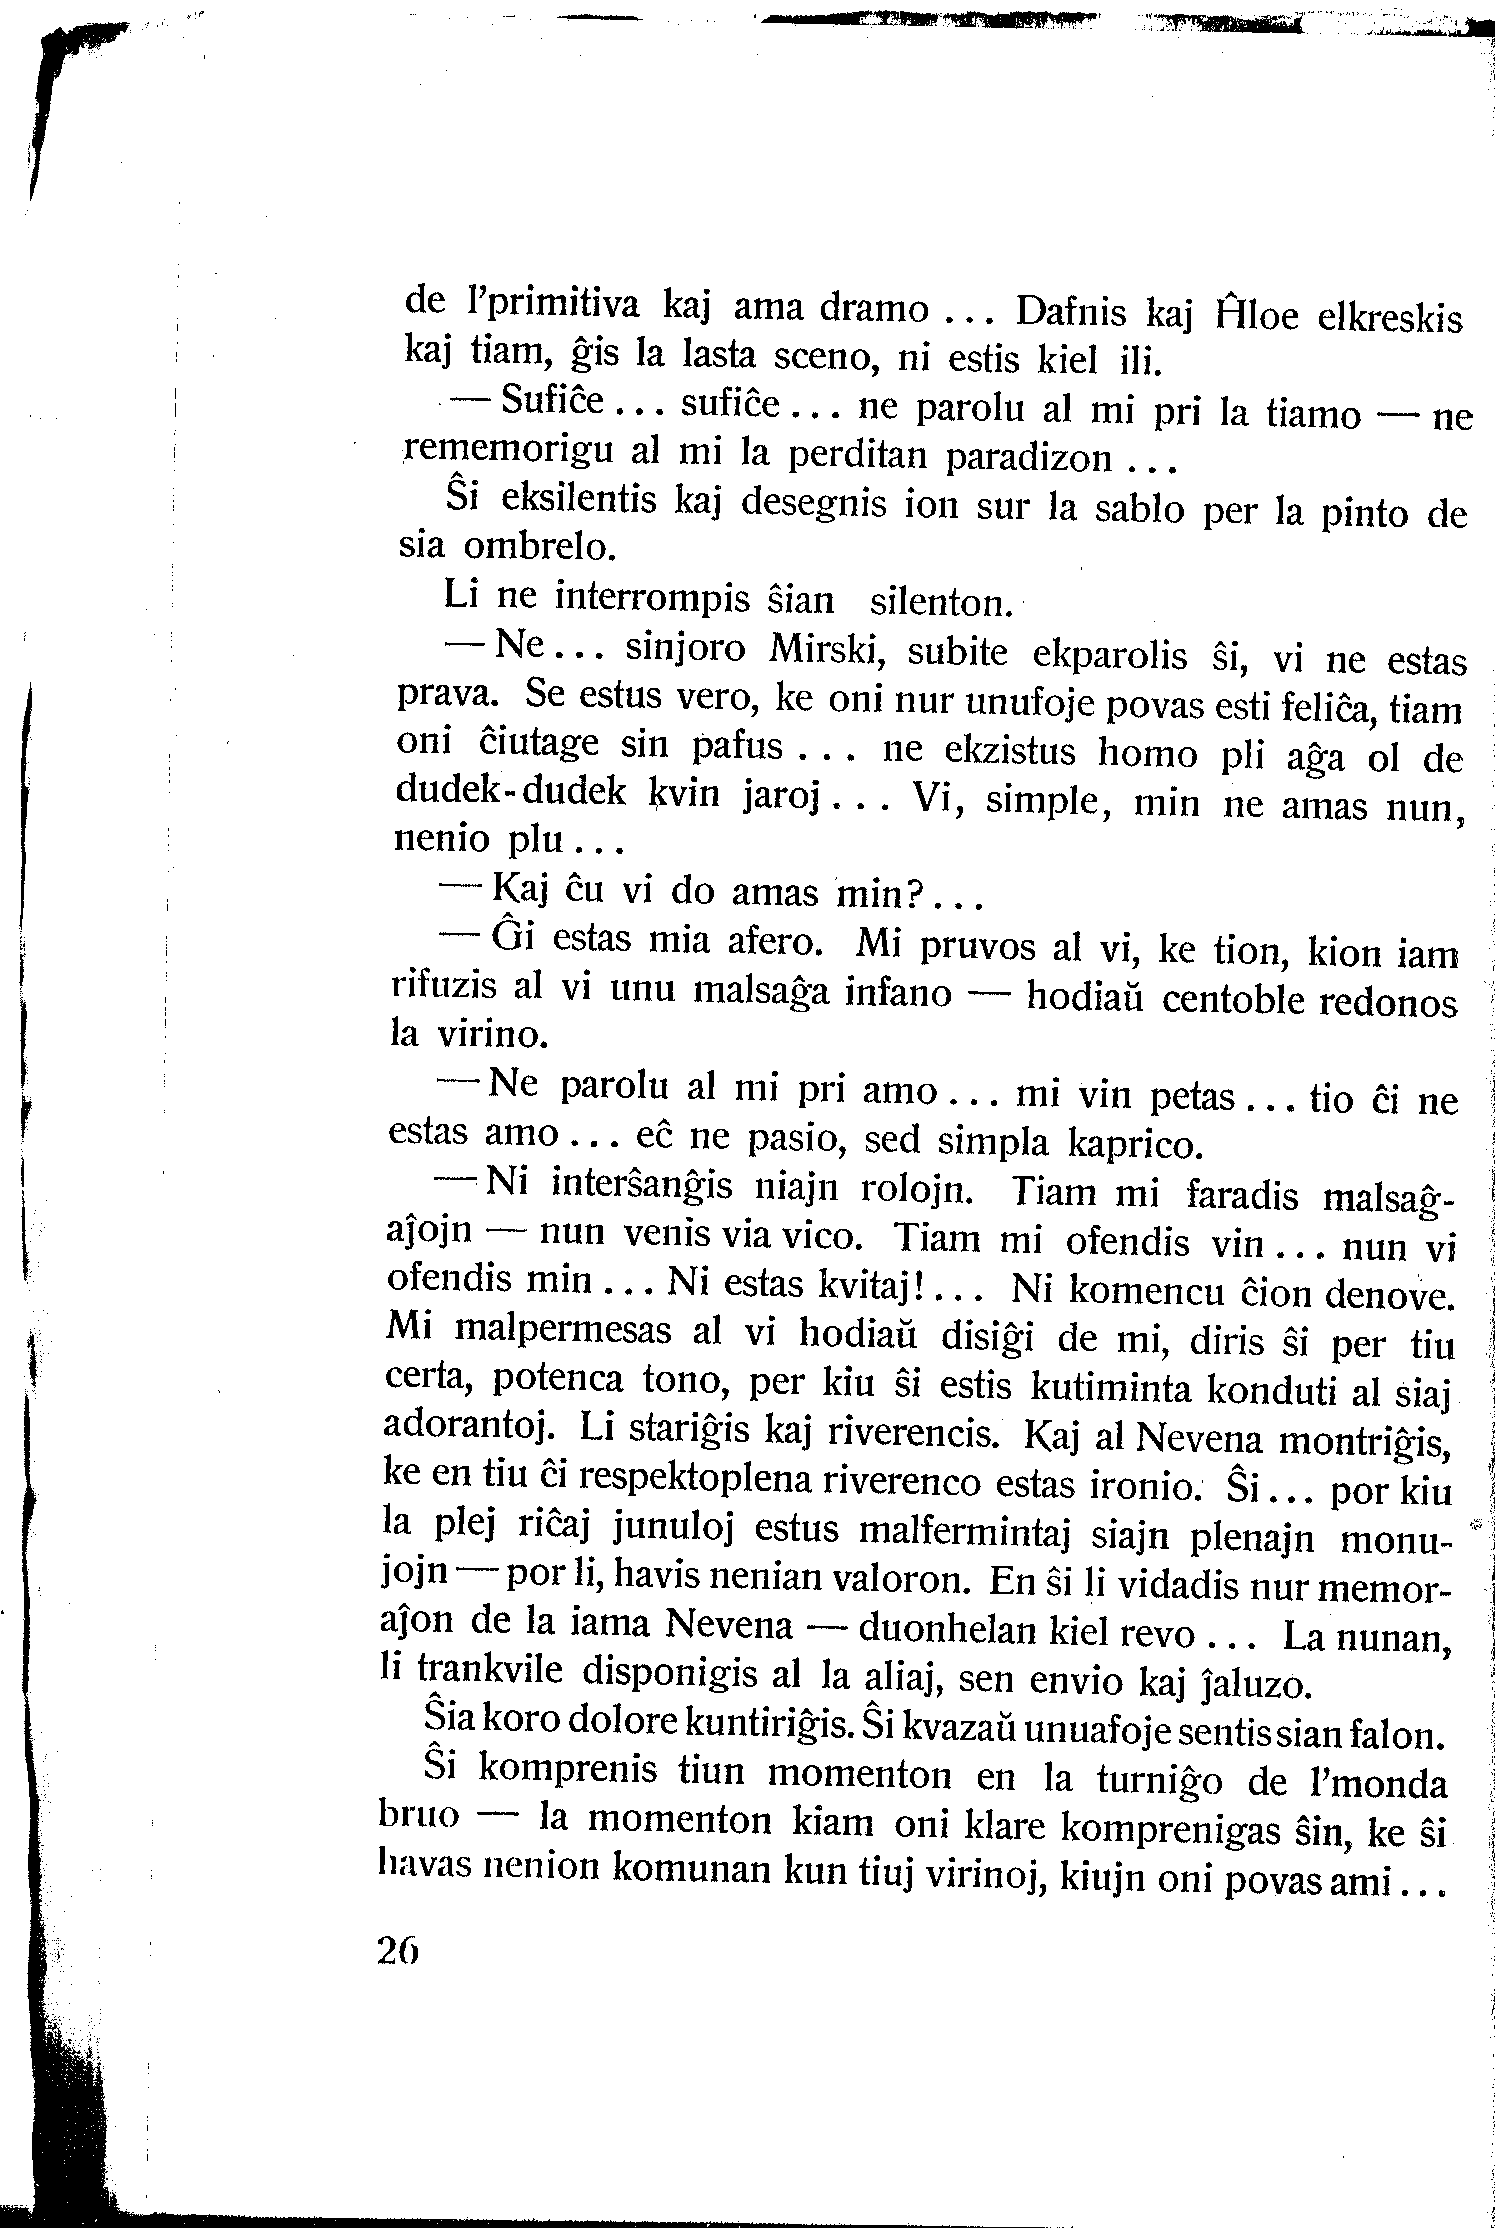 de l'primitiva kaj ama dramo ... Dafnis kaj Ĥloe elkreskis
kaj tiam, ĝis la lasta sceno, ni estis kiel ili.
— Sufiĉe ... sufiĉe ... ne parolu al mi pri la tiamo — ne
rememorigu al mi la perditan paradizon ...
Ŝi eksilentis kaj desegnis ion sur la sablo per la pinto de
sia ombrelo.
Li ne interrompis ŝian silenton.
— Ne ... sinjoro Mirski, subite ekparolis ŝi, vi ne estas
prava. Se estus vero, ke oni nur unufoje povas esti feliĉa, tiam
oni ĉiutage sin pafus ... ne ekzistus homo pli aĝa ol de
dudek-dudek kvin jaroj ... Vi, simple, min ne amas nun,
nenio plu ...
— Kaj ĉu vi do amas min? ...
— Ĝi estas mia afero. Mi pruvos al vi, ke tion, kion iam
rifuzis al vi unu malsaĝa infano — hodiaŭ centoble redonos
la virino.
— Ne parolu al mi pri amo ... mi vin petas ... tio ĉi ne
estas amo ... eĉ ne pasio, sed simpla kaprico.
— Ni interŝanĝis niajn rolojn. Tiam mi faradis malsaĝ-
aĵojn — nun venis via vico. Tiam mi ofendis vin ... nun vi
ofendis min ... Ni estas kvitaj! ... Ni komencu ĉion denove.
Mi malpermesas al vi hodiaŭ disiĝi de mi, diris ŝi per tiu
certa, potenca tono, per kiu ŝi estis kutiminta konduti al siaj
adorantoj. Li stariĝis kaj riverencis. Kaj al Nevena montriĝis,
ke en tiu ĉi respektoplena riverenco estas ironio. Ŝi ... por kiu
la plej riĉaj junuloj estus malfermintaj siajn plenajn monu-
jojn — por li, havis nenian valoron. En ŝi li vidadis nur memor-
aĵon de la iama Nevena — duonhelan kiel revo ... La nunan,
li trankvile disponigis al la aliaj, sen envio kaj ĵaluzo.
Ŝia koro dolore kuntiriĝis. Ŝi kvazaŭ unuafoje sentis sian falon.
Ŝi komprenis tiun momenton en la turniĝo de l'monda
bruo — la momenton kiam oni klare komprenigas ŝin, ke ŝi
havas nenion komunan kun tiuj virinoj, kiujn oni povas ami ...
26